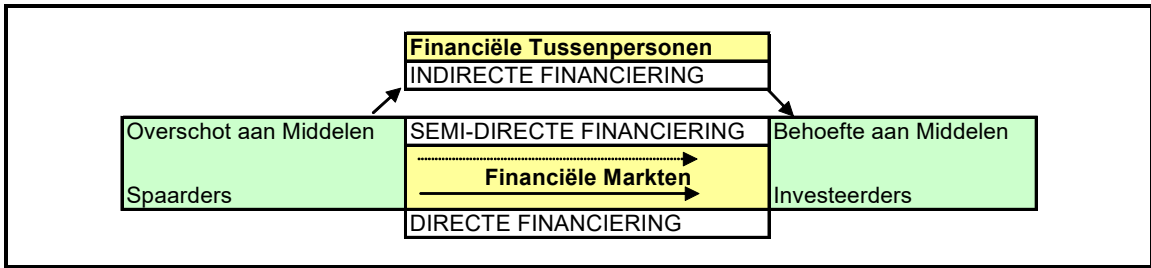 Financiële Tussenpersonen
INDIRECTE FINANCIERING
Overschot aan Middelen
SEMI-DIRECTE FINANCIERING
Behoefte aan Middelen
Financiële Markten
Spaarders
Investeerders
DIRECTE FINANCIERING